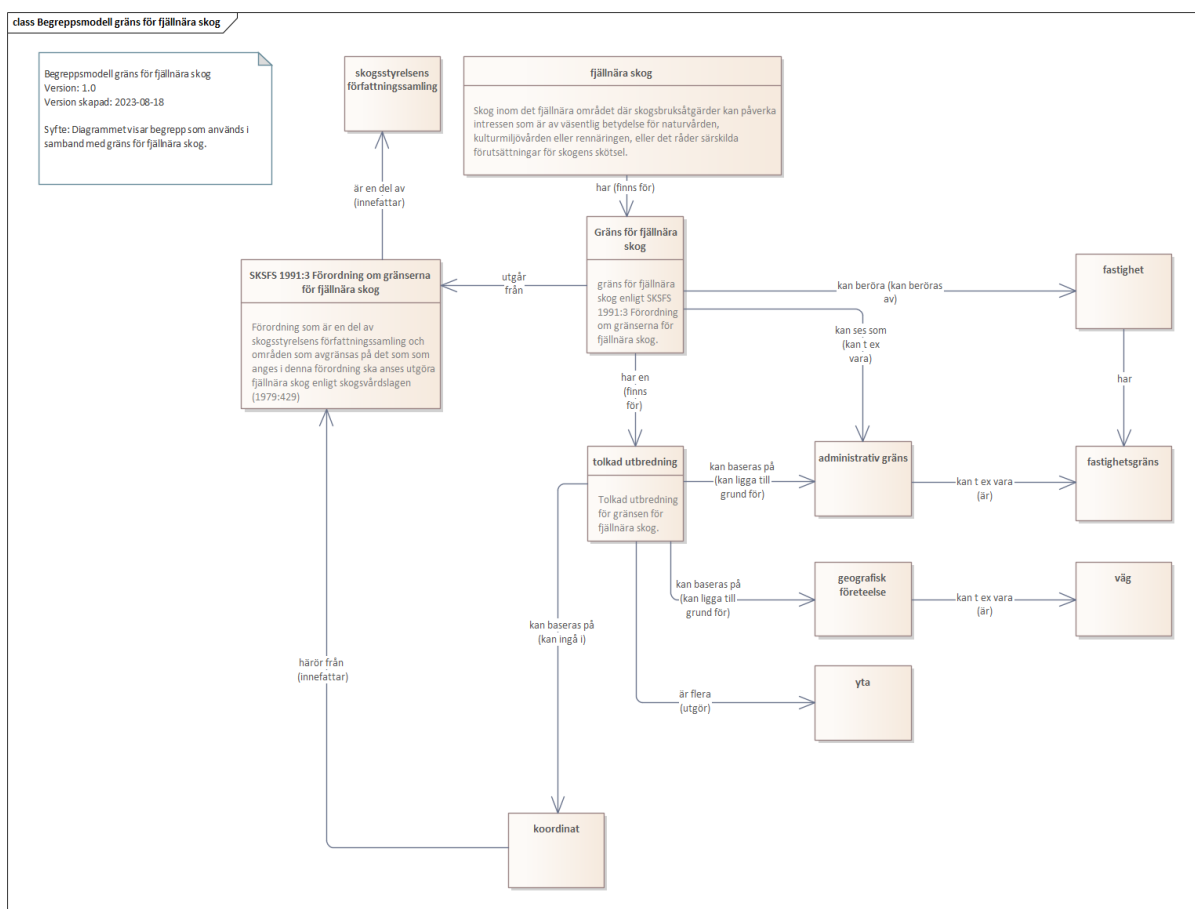 class Begreppsmodell gräns för fjällnära skog
Begreppsmodell gräns för fjällnära skog
Version: 1.0
Version skapad: 2023-08-18
Syfte: Diagrammet visar begrepp som används i
samband med gräns för fjällnära skog.
skogsstyrelsens
författningssamling
fjällnära skog
Skog inom det fjällnära området där skogsbruksåtgärder kan påverka
intressen som är av väsentlig betydelse för naturvården,
kulturmiljövården eller rennäringen, eller det råder särskilda
förutsättningar för skogens skötsel.
är en del av
(innefattar)
har (finns för)
SKSFS 1991:3 Förordning om gränserna
för fjällnära skog
Förordning som är en del av
skogsstyrelsens författningssamling och
områden som avgränsas på det som som
anges i denna förordning ska anses utgöra
fjällnära skog enligt skogsvårdslagen
(1979:429)
utgår
från
Gräns för fjällnära
skog
gräns för fjällnära
skog enligt SKSFS
1991:3 Förordning
om gränserna för
fjällnära skog.
kan beröra (kan beröras
av)
fastighet
kan ses som
(kan t ex
vara)
har en
(finns
för)
har
tolkad utbredning
Tolkad utbredning
för gränsen för
fjällnära skog.
kan baseras på
(kan ligga till
grund för)
administrativ gräns
kan t ex vara
(är)
fastighetsgräns
kan baseras på
(kan ligga till
grund för)
geografisk
företeelse
kan t ex vara
(är)
väg
kan baseras på
(kan ingå i)
härör från
(innefattar)
är flera
(utgör)
yta
koordinat